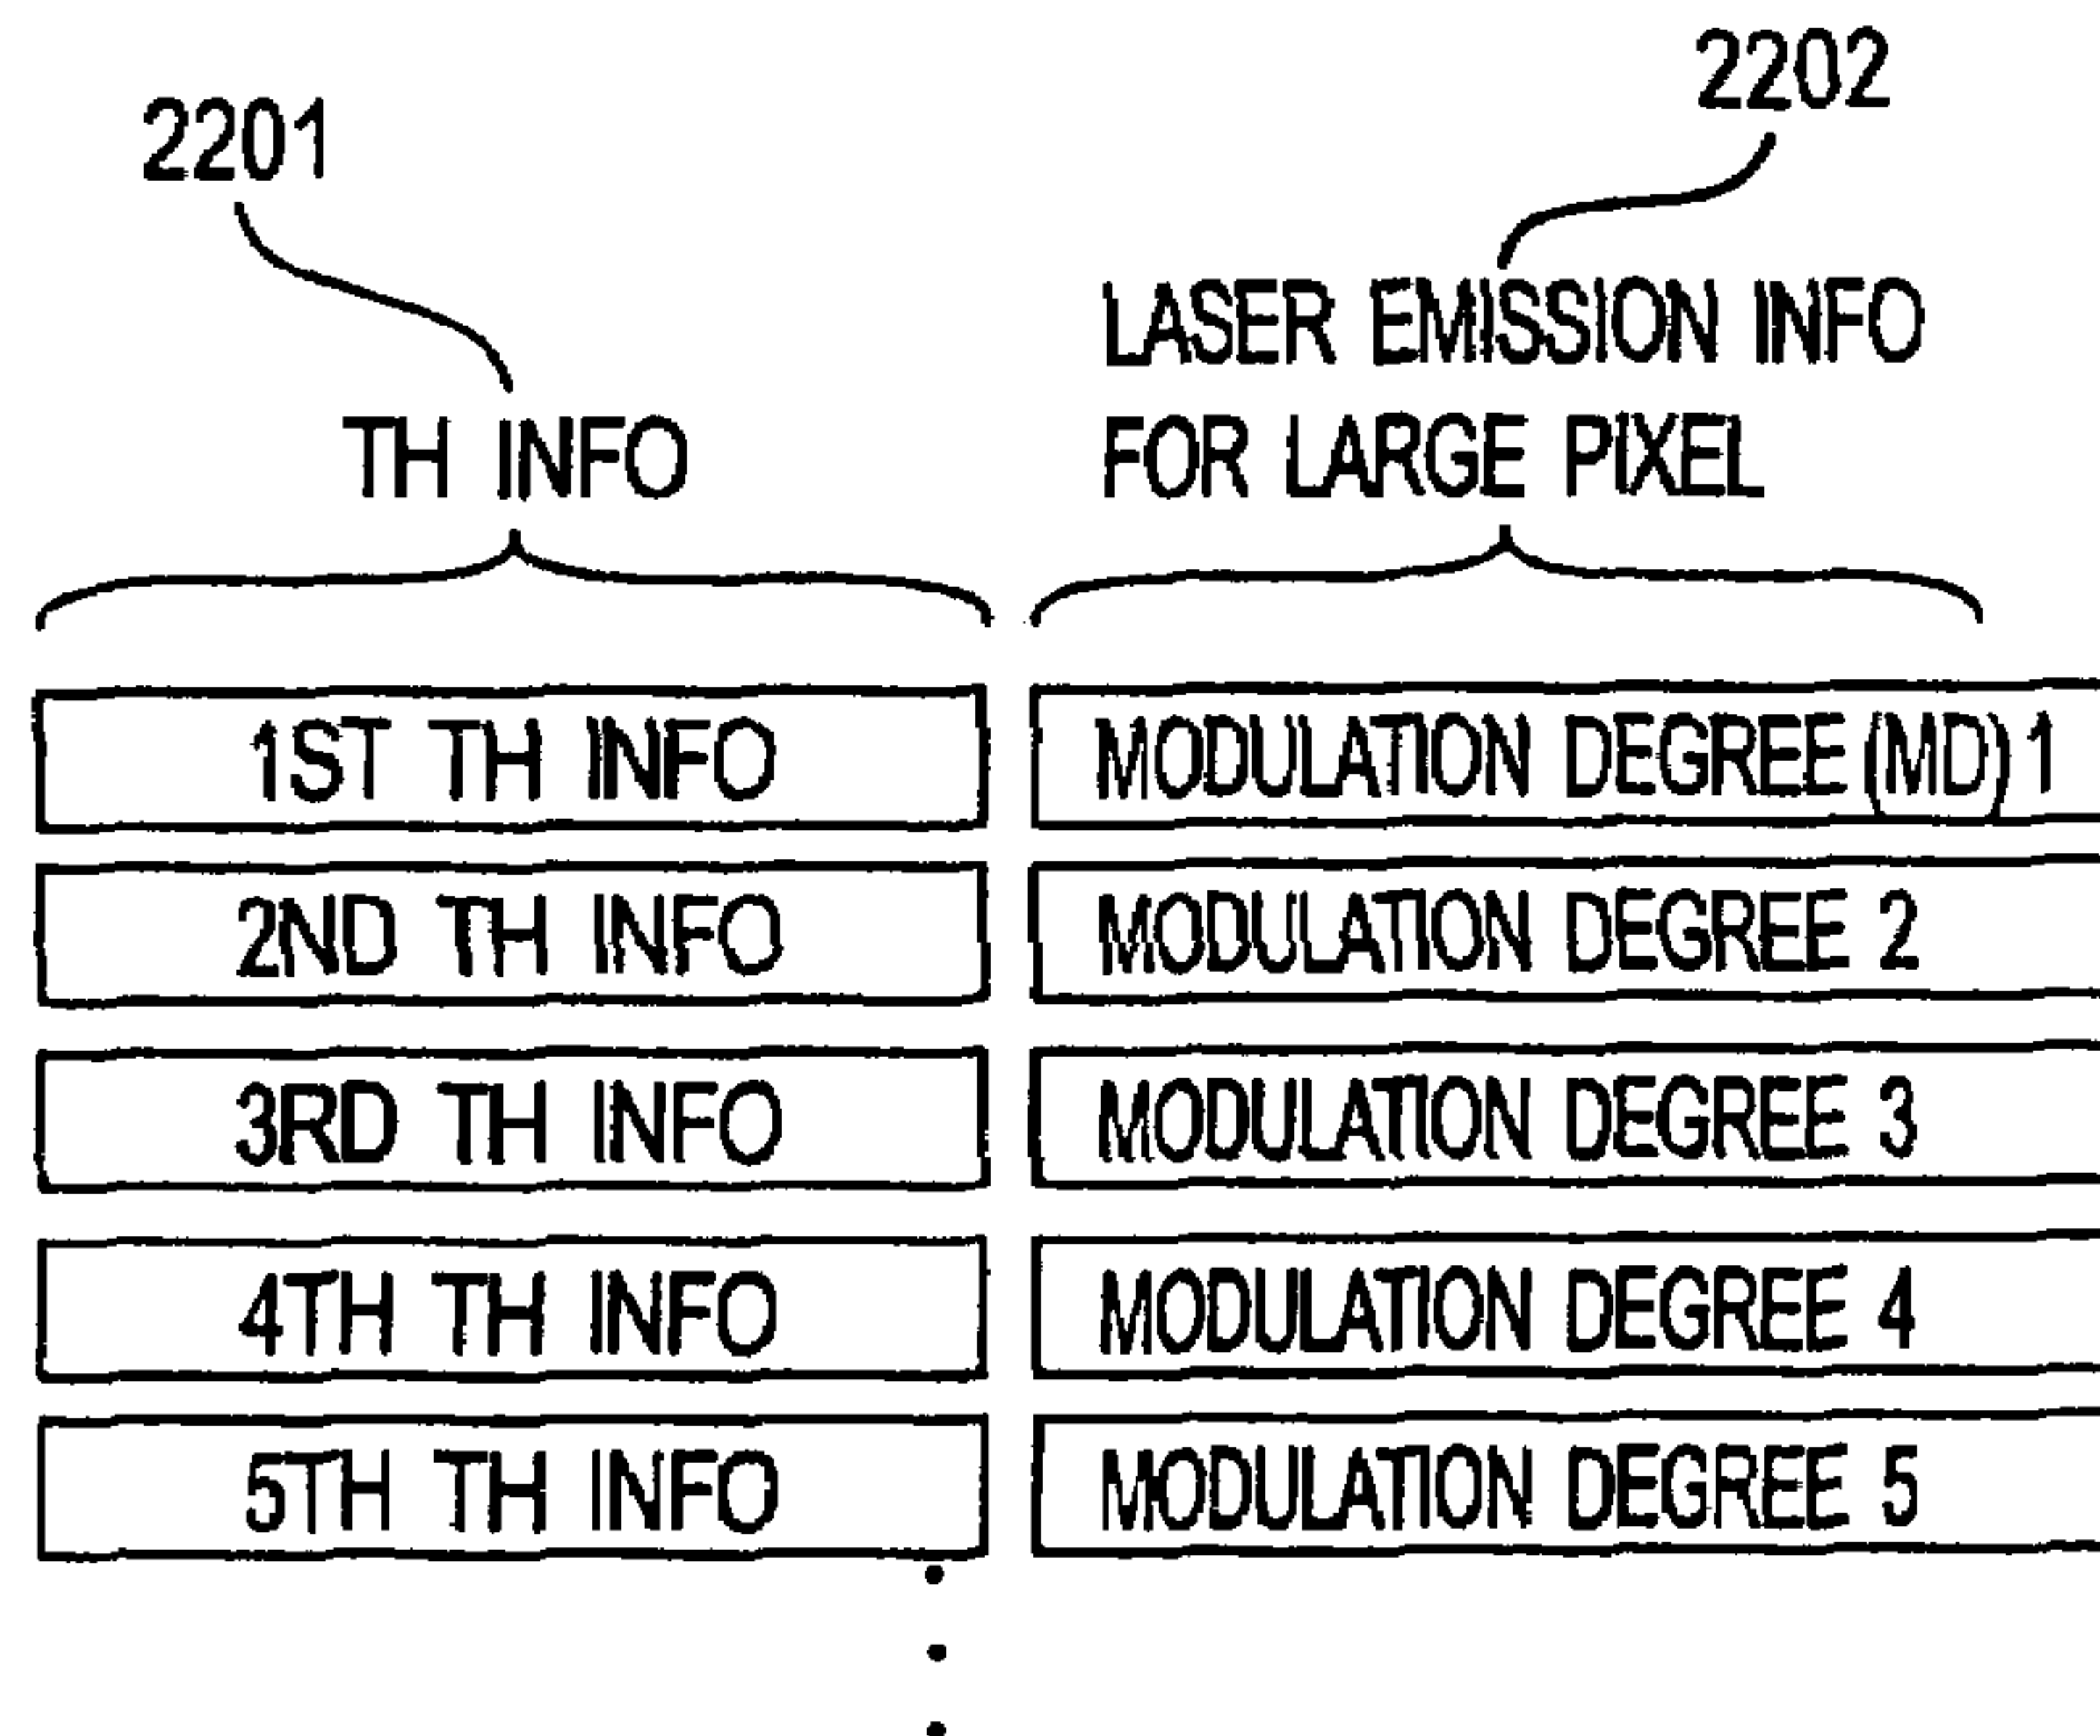 2201
2202
TH INFO
LASER EMISSION INFO
FOR LARGE PIXEL
1ST TH INFO
MODULATION DEGREE (MD) 1
2ND TH INFO
MODULATION DEGREE 2
3RD TH INFO
MODULATION DEGREE 3
4TH TH INFO
MODULATION DEGREE 4
5TH TH INFO
MODULATION DEGREE 5